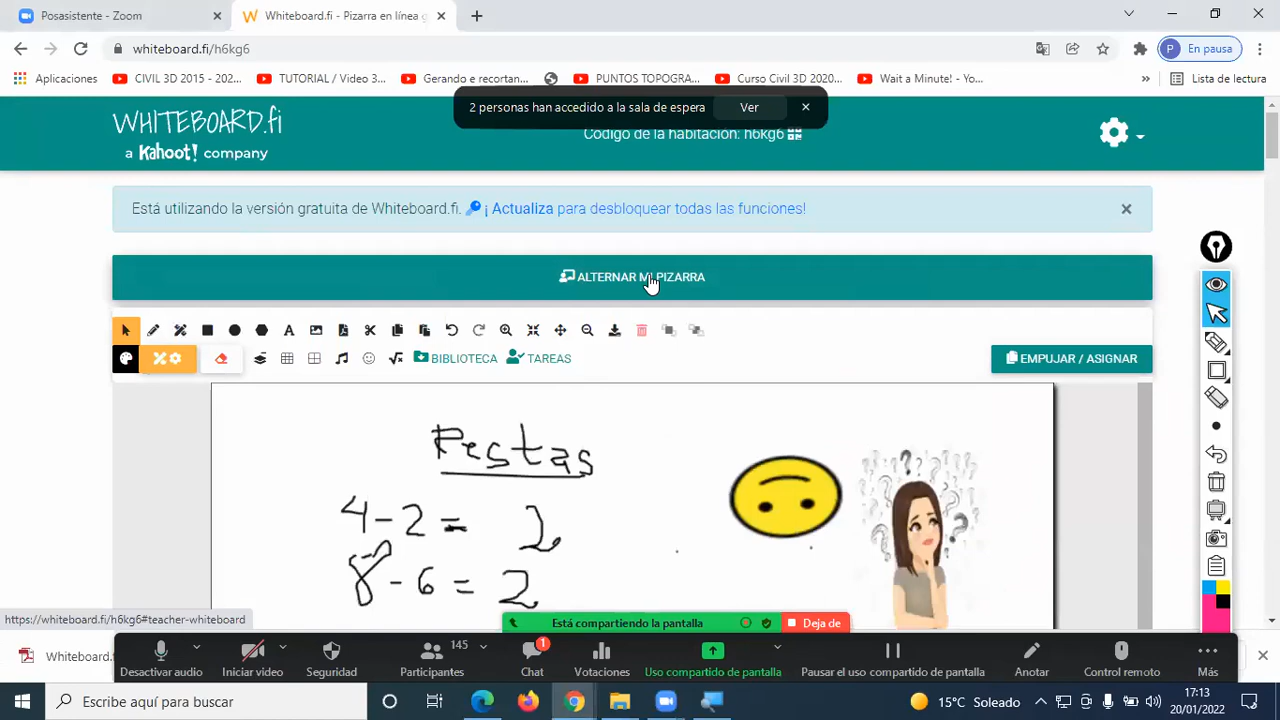 Posasistente - Zoom
Whiteboard.fi - Pizarra en línea g
whiteboard.fi/h6kg6
En pausa
Aplicaciones
CIVIL 3D 2015 - 202...
TUTORIAL / Video 3...
Gerando e recortan...
PUNTOS TOPOGRA...
Curso Civil 3D 2020...
Wait a Minute! - Yo...
»
Lista de lectura
2 personas han accedido a la sala de espera
Ver
WHITEBOARD.fi
a Kahoot! company
Código de la habitación: h6kg6
Está utilizando la versión gratuita de Whiteboard.fi. ¡ Actualiza para desbloquear todas las funciones!
ALTERNAR MI PIZARRA
BIBLIOTECA
TAREAS
EMPUJAR / ASIGNAR
Restas
4-2= 2
8-6=2
https://whiteboard.fi/h6kg6#teacher-whiteboard
Está compartiendo la pantalla
Deja de
Whiteboard.f
145
1
Desactivar audio
Iniciar video
Seguridad
Participantes
Chat
Votaciones
Uso compartido de pantalla
Pausar el uso compartido de pantalla
Anotar
Control remoto
Más
Escribe aquí para buscar
15°C Soleado
17:13
20/01/2022